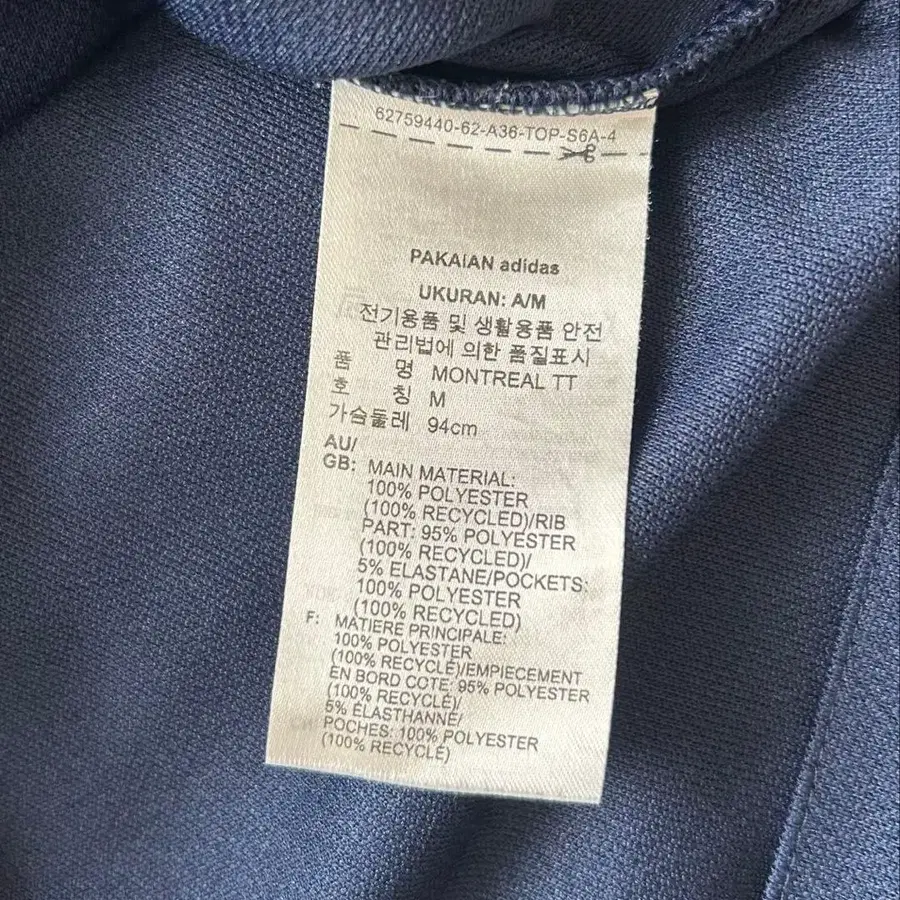 62759440-62-A36-TOP-S6A-4
PAKAIAN adidas
UKURAN: A/M
전기용품 및 생활용품 안전
관리법에 의한 품질표시
품 명 MONTREAL TT
호 칭 M
가슴둘레 94cm
AU/
GB: MAIN MATERIAL:
100% POLYESTER
(100% RECYCLED)/RIB
PART: 95% POLYESTER
(100% RECYCLED)/
5% ELASTANE/POCKETS:
100% POLYESTER
(100% RECYCLED)
F: MATIERE PRINCIPALE:
100% POLYESTER
(100% RECYCLÉ)/EMPIECEMENT
EN BORD COTE: 95% POLYESTER
(100% RECYCLÉ)/
5% ÉLASTHANNE/
POCHES: 100% POLYESTER
(100% RECYCLÉ)